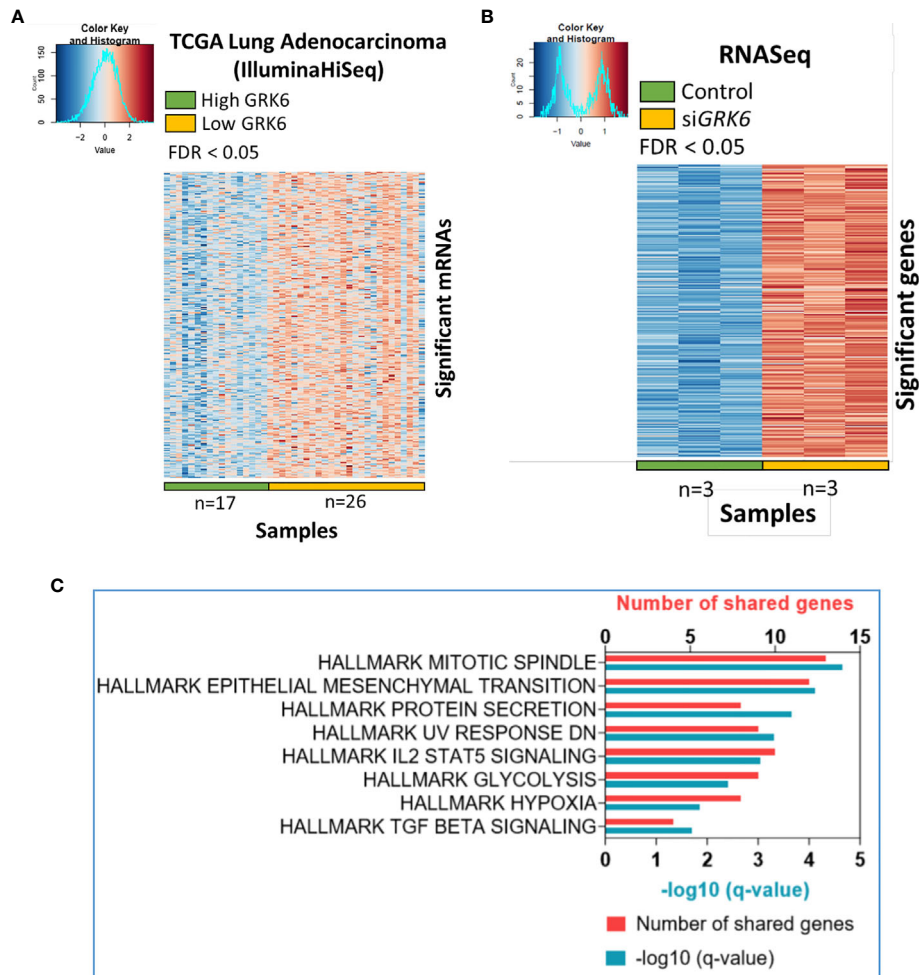 A
Color Key
and Histogram
Count
0 50 100 150
−2 0 2
Value
TCGA Lung Adenocarcinoma
(IlluminaHiSeq)
High GRK6
Low GRK6
FDR < 0.05
Significant mRNAs
n=17 n=26
Samples
B
Color Key
and Histogram
Count
0 5 10 20
−1 0 1
Value
RNASeq
Control
siGRK6
FDR < 0.05
Significant genes
n=3 n=3
Samples
C
Number of shared genes
0 5 10 15
HALLMARK MITOTIC SPINDLE
HALLMARK EPITHELIAL MESENCHYMAL TRANSITION
HALLMARK PROTEIN SECRETION
HALLMARK UV RESPONSE DN
HALLMARK IL2 STAT5 SIGNALING
HALLMARK GLYCOLYSIS
HALLMARK HYPOXIA
HALLMARK TGF BETA SIGNALING
0 1 2 3 4 5
-log10 (q-value)
Number of shared genes
-log10 (q-value)